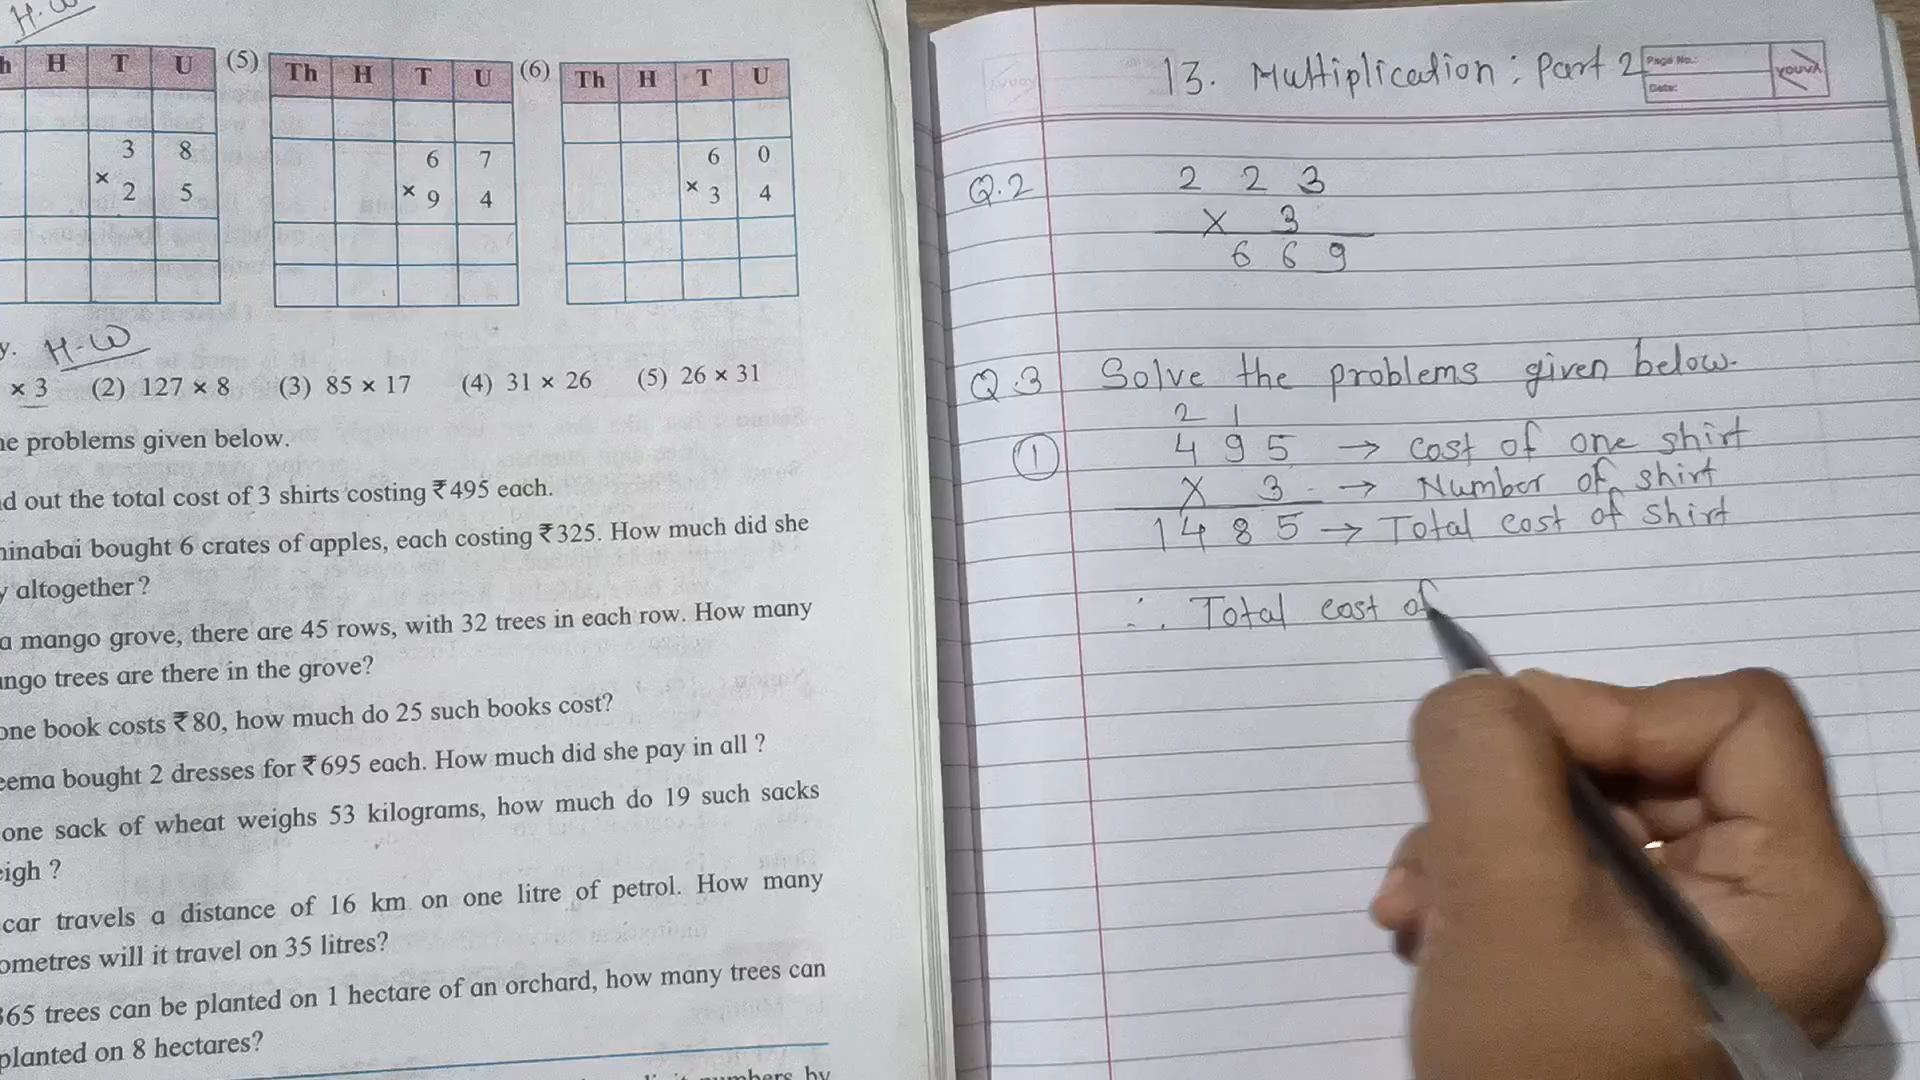 H.W
h H T U (5) Th H T U (6) Th H T U
3 8
× 2 5
6 7
× 9 4
6 0
× 3 4
y. H.W
× 3 (2) 127 × 8 (3) 85 × 17 (4) 31 × 26 (5) 26 × 31
e problems given below.
d out the total cost of 3 shirts costing ₹495 each.
inabai bought 6 crates of apples, each costing ₹325. How much did she
y altogether?
a mango grove, there are 45 rows, with 32 trees in each row. How many
ngo trees are there in the grove?
one book costs ₹80, how much do 25 such books cost?
eema bought 2 dresses for ₹695 each. How much did she pay in all ?
one sack of wheat weighs 53 kilograms, how much do 19 such sacks
eigh ?
car travels a distance of 16 km on one litre of petrol. How many
ometres will it travel on 35 litres?
365 trees can be planted on 1 hectare of an orchard, how many trees can
planted on 8 hectares?
numbers by
13. Multiplication : Part 2
Page No.:
Date:
YOUVA
Q.2 2 2 3
X 3
6 6 9
Q.3 Solve the problems given below.
2 1
1 4 9 5 → Cost of one shirt
X 3 → Number of shirt
1 4 8 5 → Total cost of shirt
∴ Total cost of